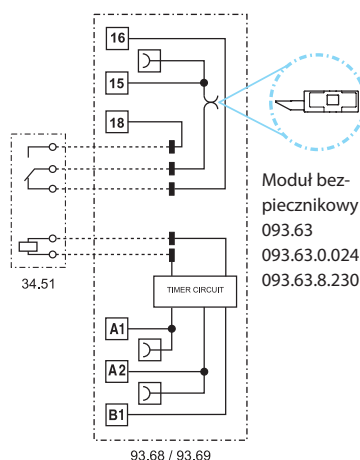 16
15
18
34.51
TIMER CIRCUIT
A1
A2
B1
93.68 / 93.69
Moduł bez-
piecznikowy
093.63
093.63.0.024
093.63.8.230